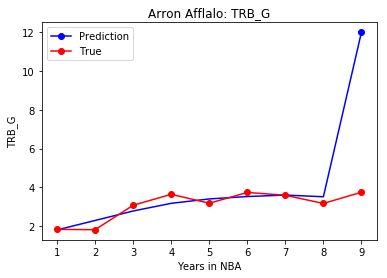 Arron Afflalo: TRB_G
Prediction
True
12
10
8
6
4
2
TRB_G
1 2 3 4 5 6 7 8 9
Years in NBA